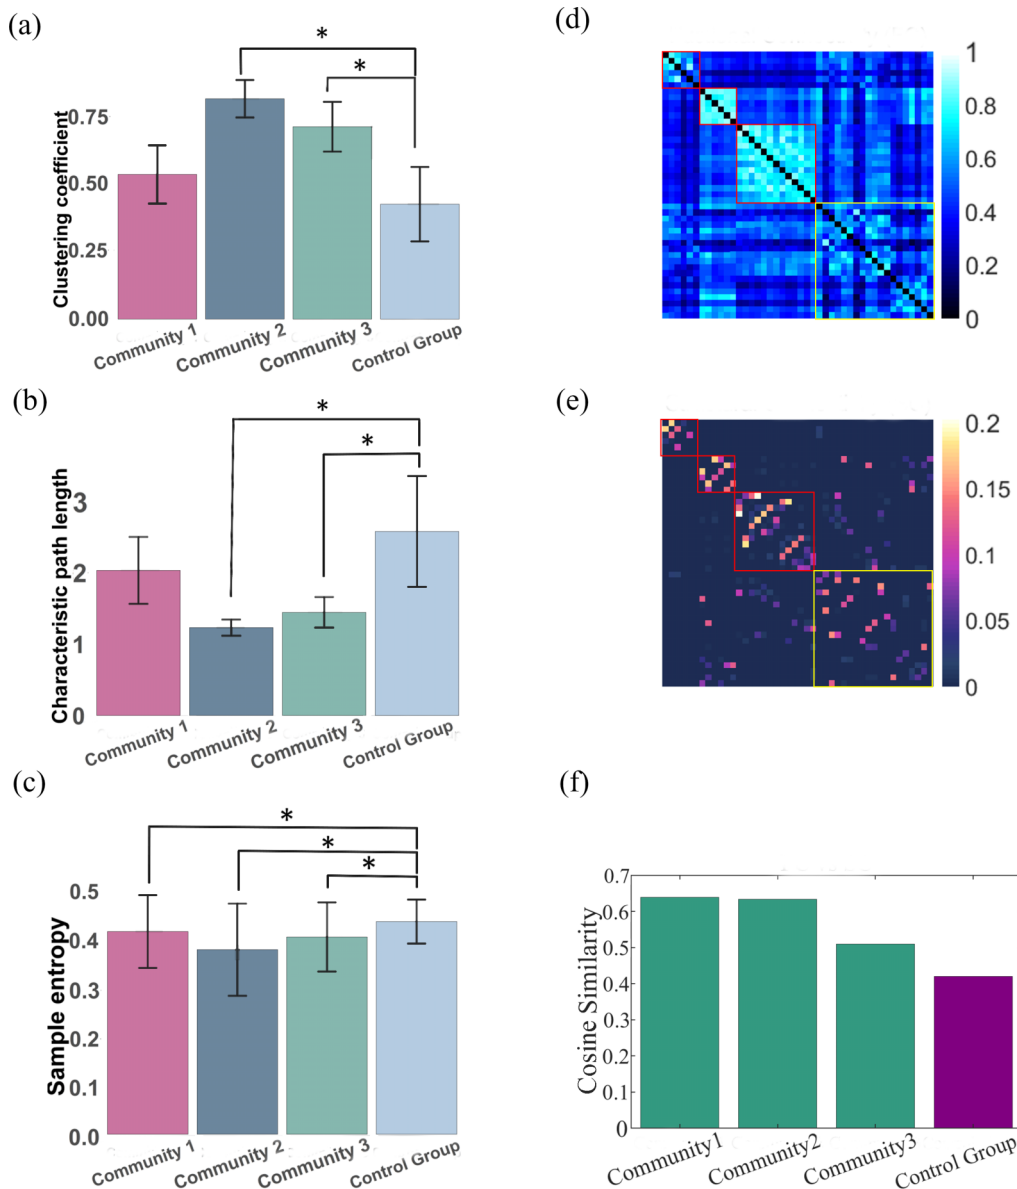 (a)
*
*
Clustering coefficient
0.75
0.50
0.25
0.00
Community 1
Community 2
Community 3
Control Group
(b)
*
*
Characteristic path length
3
2
1
0
Community 1
Community 2
Community 3
Control Group
(c)
*
*
*
Sample entropy
0.5
0.4
0.3
0.2
0.1
0.0
Community 1
Community 2
Community 3
Control Group
(d)
1
0.8
0.6
0.4
0.2
0
(e)
0.2
0.15
0.1
0.05
0
(f)
Cosine Similarity
0.7
0.6
0.5
0.4
0.3
0.2
0.1
0
Community1
Community2
Community3
Control Group